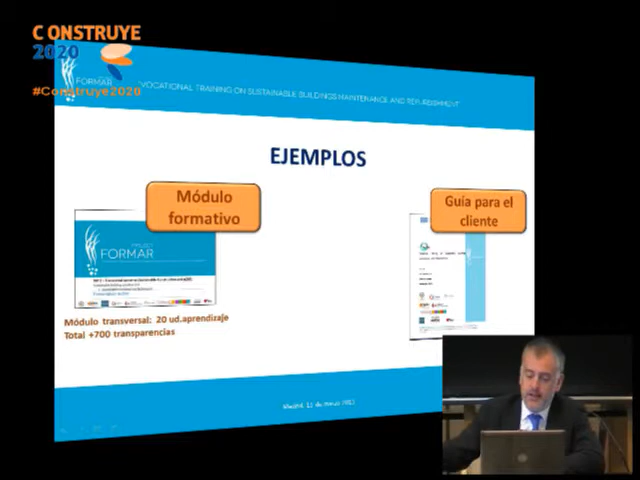 CONSTRUYE
2020
#Construye2020
FORMAR
"VOCATIONAL TRAINING ON SUSTAINABLE BUILDINGS MAINTENANCE AND REFURBISHMENT"
EJEMPLOS
Módulo
formativo
Guía para el
cliente
PROJECT
FORMAR
Módulo transversal: 20 ud.aprendizaje
Total +700 transparencias